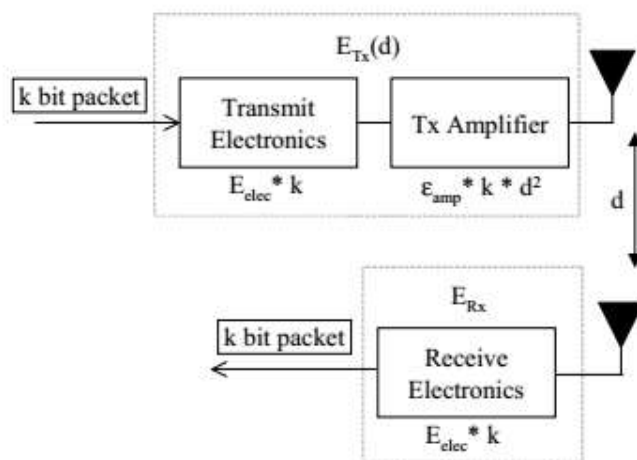 E_Tx(d)
k bit packet
Transmit
Electronics
Tx Amplifier
E_elec* k
ε_amp* k * d²
d
E_Rx
k bit packet
Receive
Electronics
E_elec* k